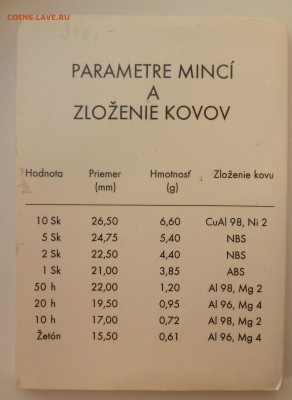 COINS.LAVE.RU
300,-
PARAMETRE MINCÍ
A
ZLOŽENIE KOVOV
Hodnota Priemer (mm) Hmotnosť (g) Zloženie kovu
10 Sk 26,50 6,60 CuAl 98, Ni 2
5 Sk 24,75 5,40 NBS
2 Sk 22,50 4,40 NBS
1 Sk 21,00 3,85 ABS
50 h 22,00 1,20 Al 98, Mg 2
20 h 19,50 0,95 Al 96, Mg 4
10 h 17,00 0,72 Al 98, Mg 2
Žetón 15,50 0,61 Al 96, Mg 4